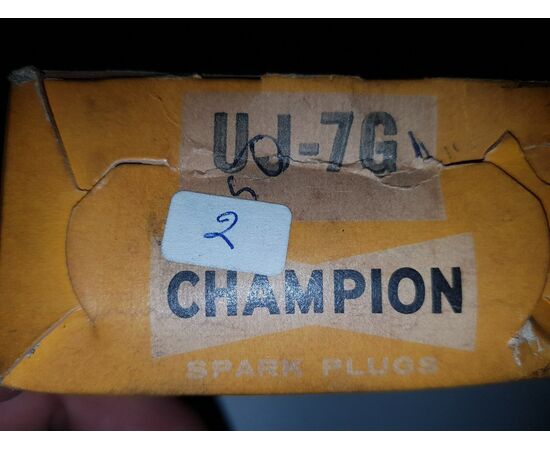 UJ-7G
2
CHAMPION
SPARK PLUGS